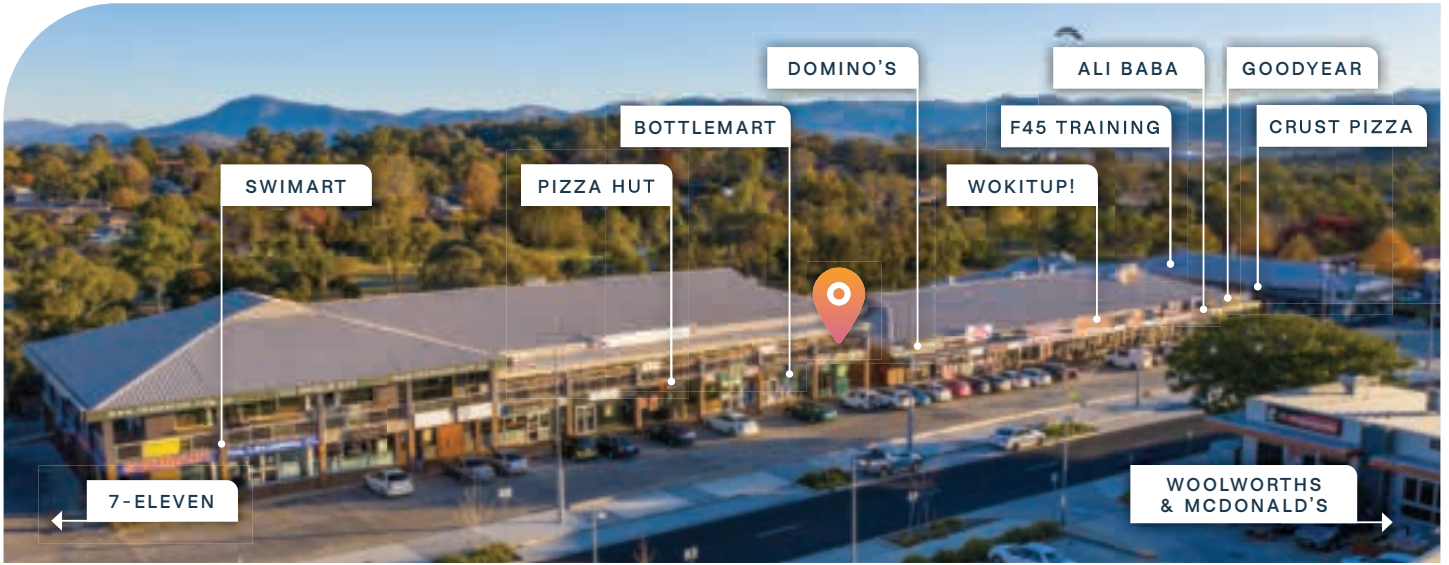 DOMINO'S
ALI BABA
GOODYEAR
BOTTLEMART
F45 TRAINING
CRUST PIZZA
SWIMART
PIZZA HUT
WOKITUP!
7-ELEVEN
WOOLWORTHS
& MCDONALD'S